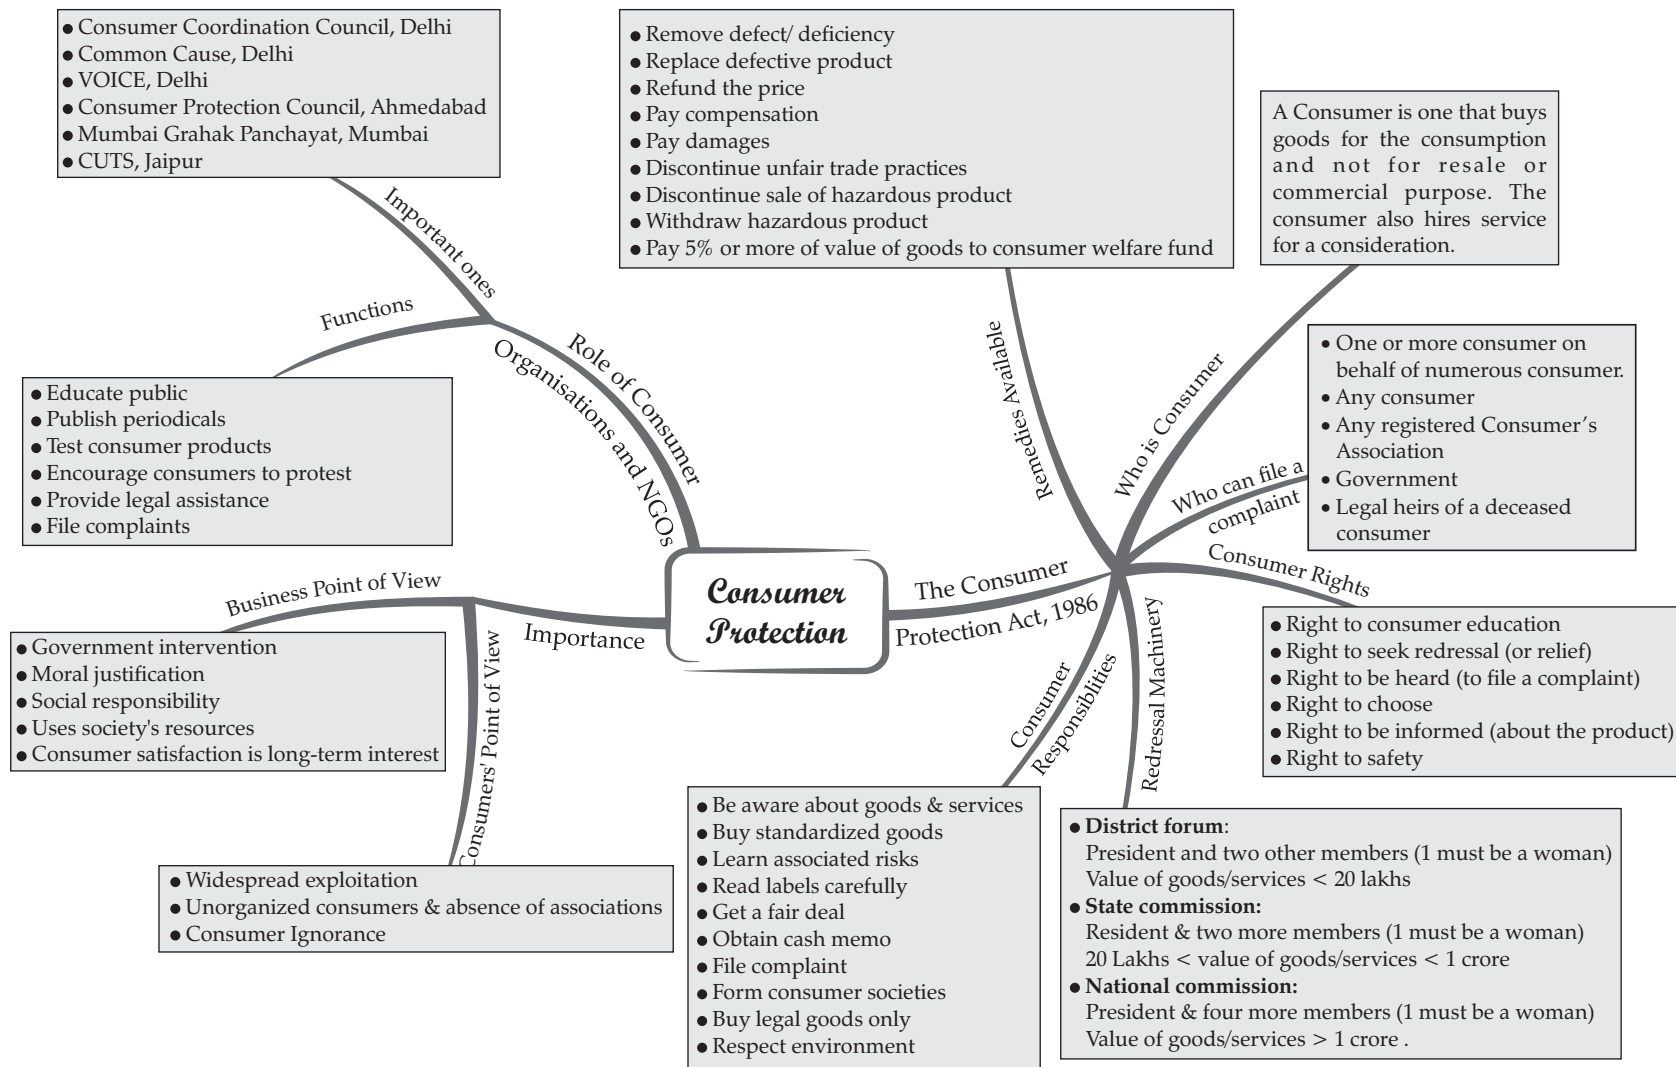 ● Consumer Coordination Council, Delhi
● Common Cause, Delhi
● VOICE, Delhi
● Consumer Protection Council, Ahmedabad
● Mumbai Grahak Panchayat, Mumbai
● CUTS, Jaipur
Important ones
Functions
● Educate public
● Publish periodicals
● Test consumer products
● Encourage consumers to protest
● Provide legal assistance
● File complaints
Role of Consumer
Organisations and NGOs
● Remove defect/ deficiency
● Replace defective product
● Refund the price
● Pay compensation
● Pay damages
● Discontinue unfair trade practices
● Discontinue sale of hazardous product
● Withdraw hazardous product
● Pay 5% or more of value of goods to consumer welfare fund
Remedies Available
A Consumer is one that buys
goods for the consumption
and not for resale or
commercial purpose. The
consumer also hires service
for a consideration.
Who is Consumer
• One or more consumer on
behalf of numerous consumer.
• Any consumer
• Any registered Consumer's
Association
• Government
• Legal heirs of a deceased
consumer
Who can file a
complaint
Consumer Rights
● Right to consumer education
● Right to seek redressal (or relief)
● Right to be heard (to file a complaint)
● Right to choose
● Right to be informed (about the product)
● Right to safety
Consumer
Protection
The Consumer
Protection Act, 1986
Importance
Business Point of View
● Government intervention
● Moral justification
● Social responsibility
● Uses society's resources
● Consumer satisfaction is long-term interest
Consumers' Point of View
● Widespread exploitation
● Unorganized consumers & absence of associations
● Consumer Ignorance
Consumer
Responsiblities
● Be aware about goods & services
● Buy standardized goods
● Learn associated risks
● Read labels carefully
● Get a fair deal
● Obtain cash memo
● File complaint
● Form consumer societies
● Buy legal goods only
● Respect environment
Redressal Machinery
● District forum:
President and two other members (1 must be a woman)
Value of goods/services < 20 lakhs
● State commission:
Resident & two more members (1 must be a woman)
20 Lakhs < value of goods/services < 1 crore
● National commission:
President & four more members (1 must be a woman)
Value of goods/services > 1 crore .